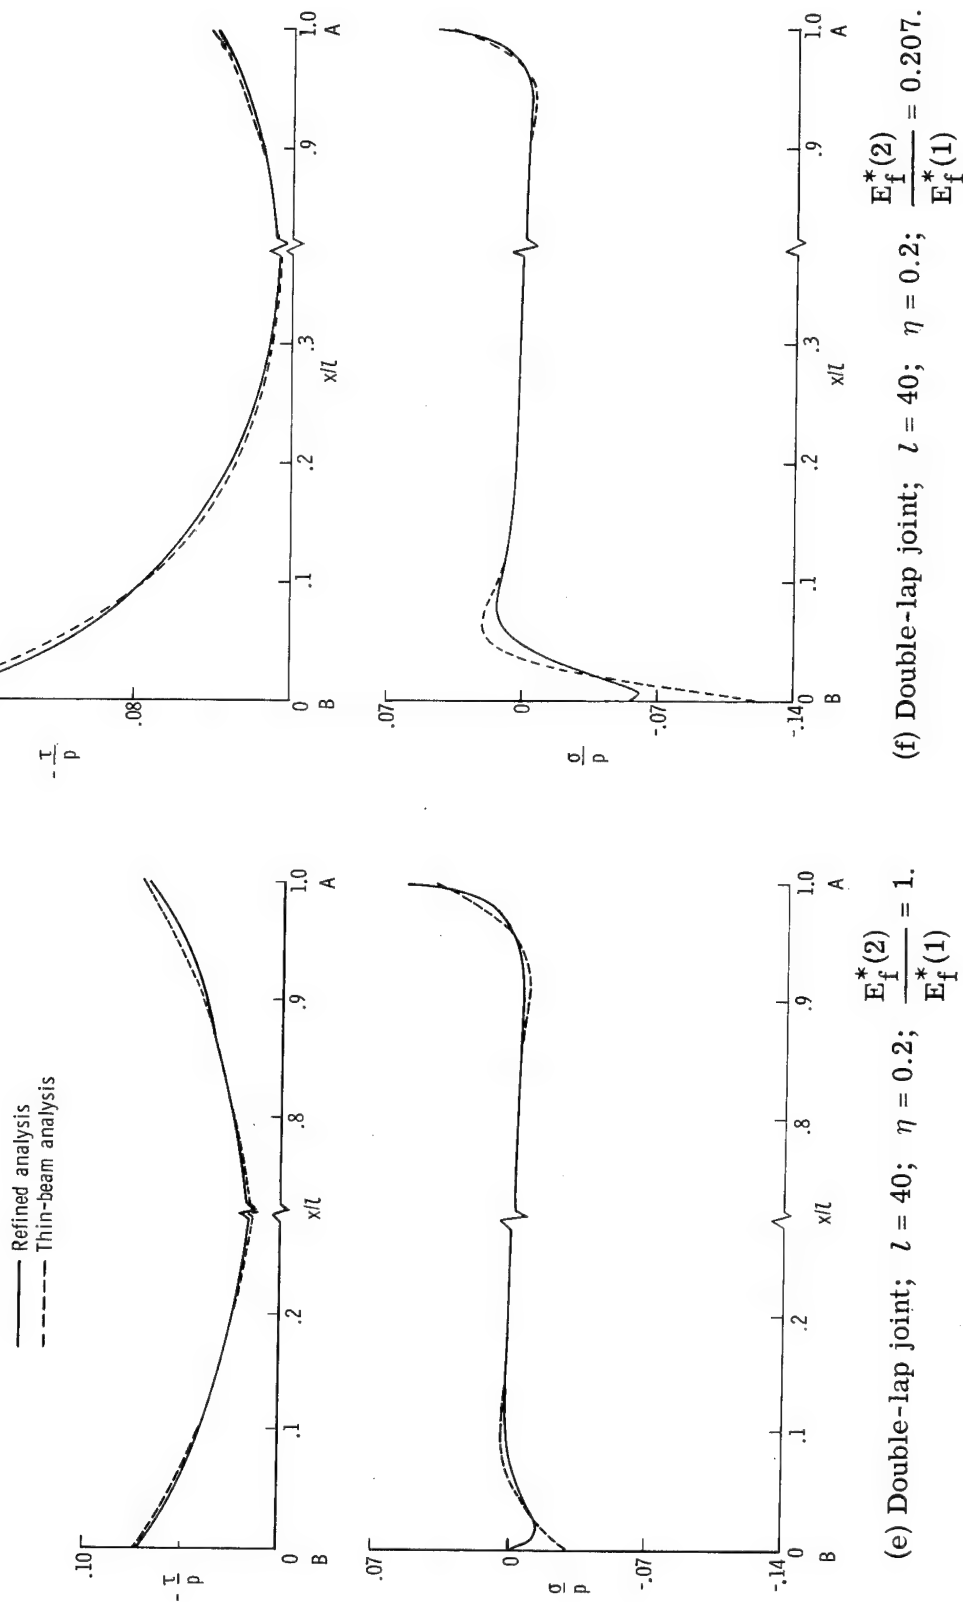 Refined analysis
Thin-beam analysis
.10
- τ/p
0
B
.1
.2
x/l
.8
.9
1.0
A
.07
0
σ/p
-.07
-.14
0
B
.1
.2
x/l
.8
.9
1.0
A
(e) Double-lap joint; l = 40; η = 0.2; E*f(2)/E*f(1) = 1.
.08
- τ/p
0
B
.1
.2
.3
x/l
.9
1.0
A
.07
0
σ/p
-.07
-.14
0
B
.1
.2
.3
x/l
.9
1.0
A
(f) Double-lap joint; l = 40; η = 0.2; E*f(2)/E*f(1) = 0.207.